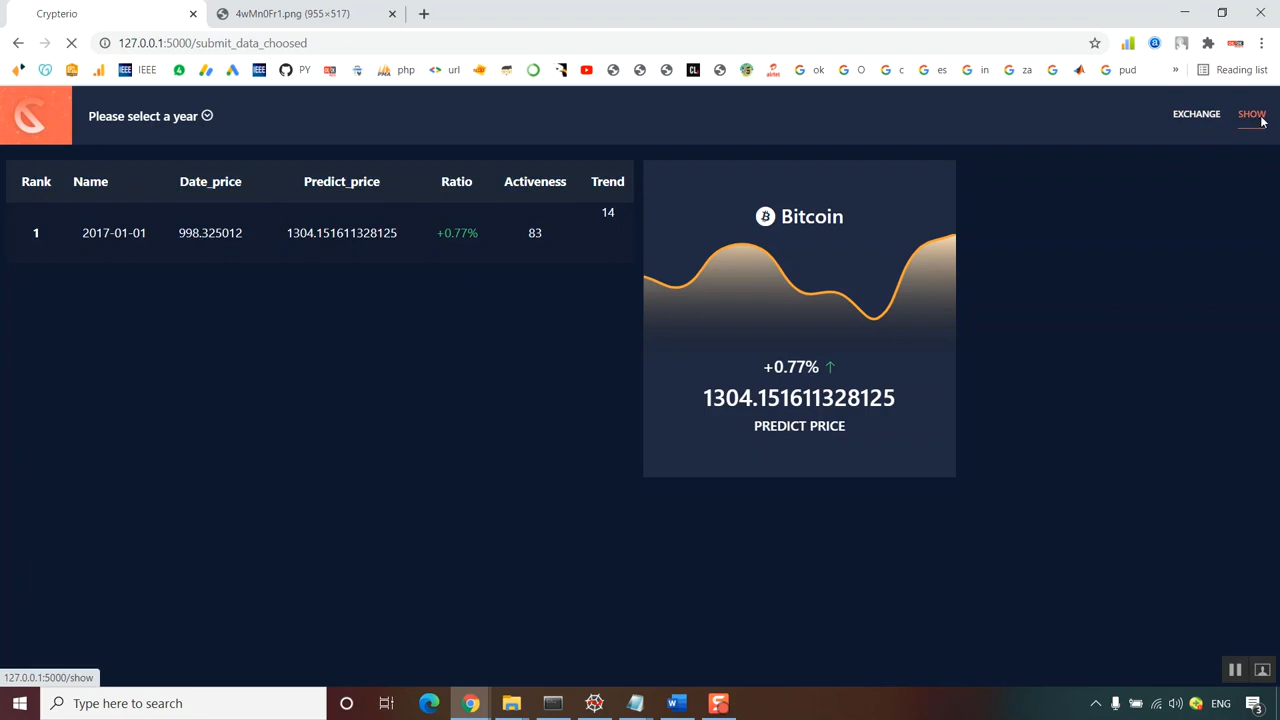 Crypterio
4wMn0Fr1.png (955×517)
127.0.0.1:5000/submit_data_choosed
IEEE
PY
php
url
ok
O
c
es
in
za
pud
»
Reading list
Please select a year
EXCHANGE
SHOW
Rank Name Date_price Predict_price Ratio Activeness Trend
14
1 2017-01-01 998.325012 1304.151611328125 +0.77% 83
Bitcoin
+0.77% ↑
1304.151611328125
PREDICT PRICE
127.0.0.1:5000/show
Type here to search
ENG
3